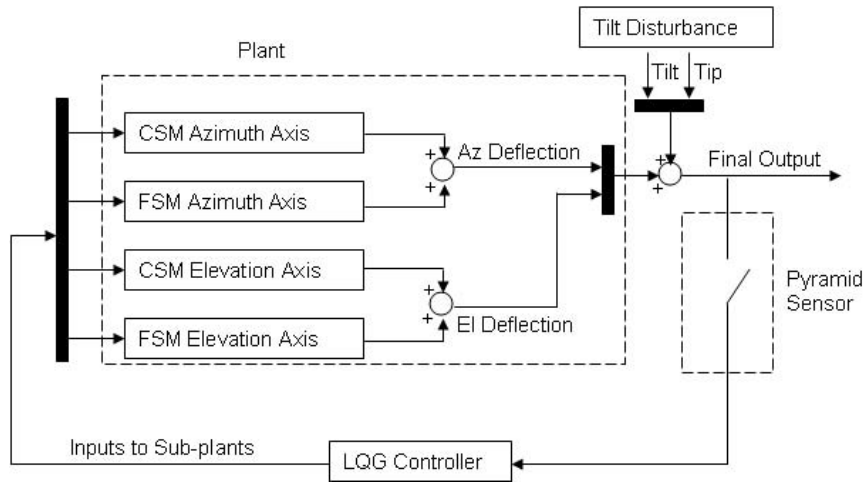 Tilt Disturbance
Plant
Tilt
Tip
CSM Azimuth Axis
+
Az Deflection
+
Final Output
+
+
FSM Azimuth Axis
CSM Elevation Axis
+
+
El Deflection
FSM Elevation Axis
Pyramid
Sensor
Inputs to Sub-plants
LQG Controller